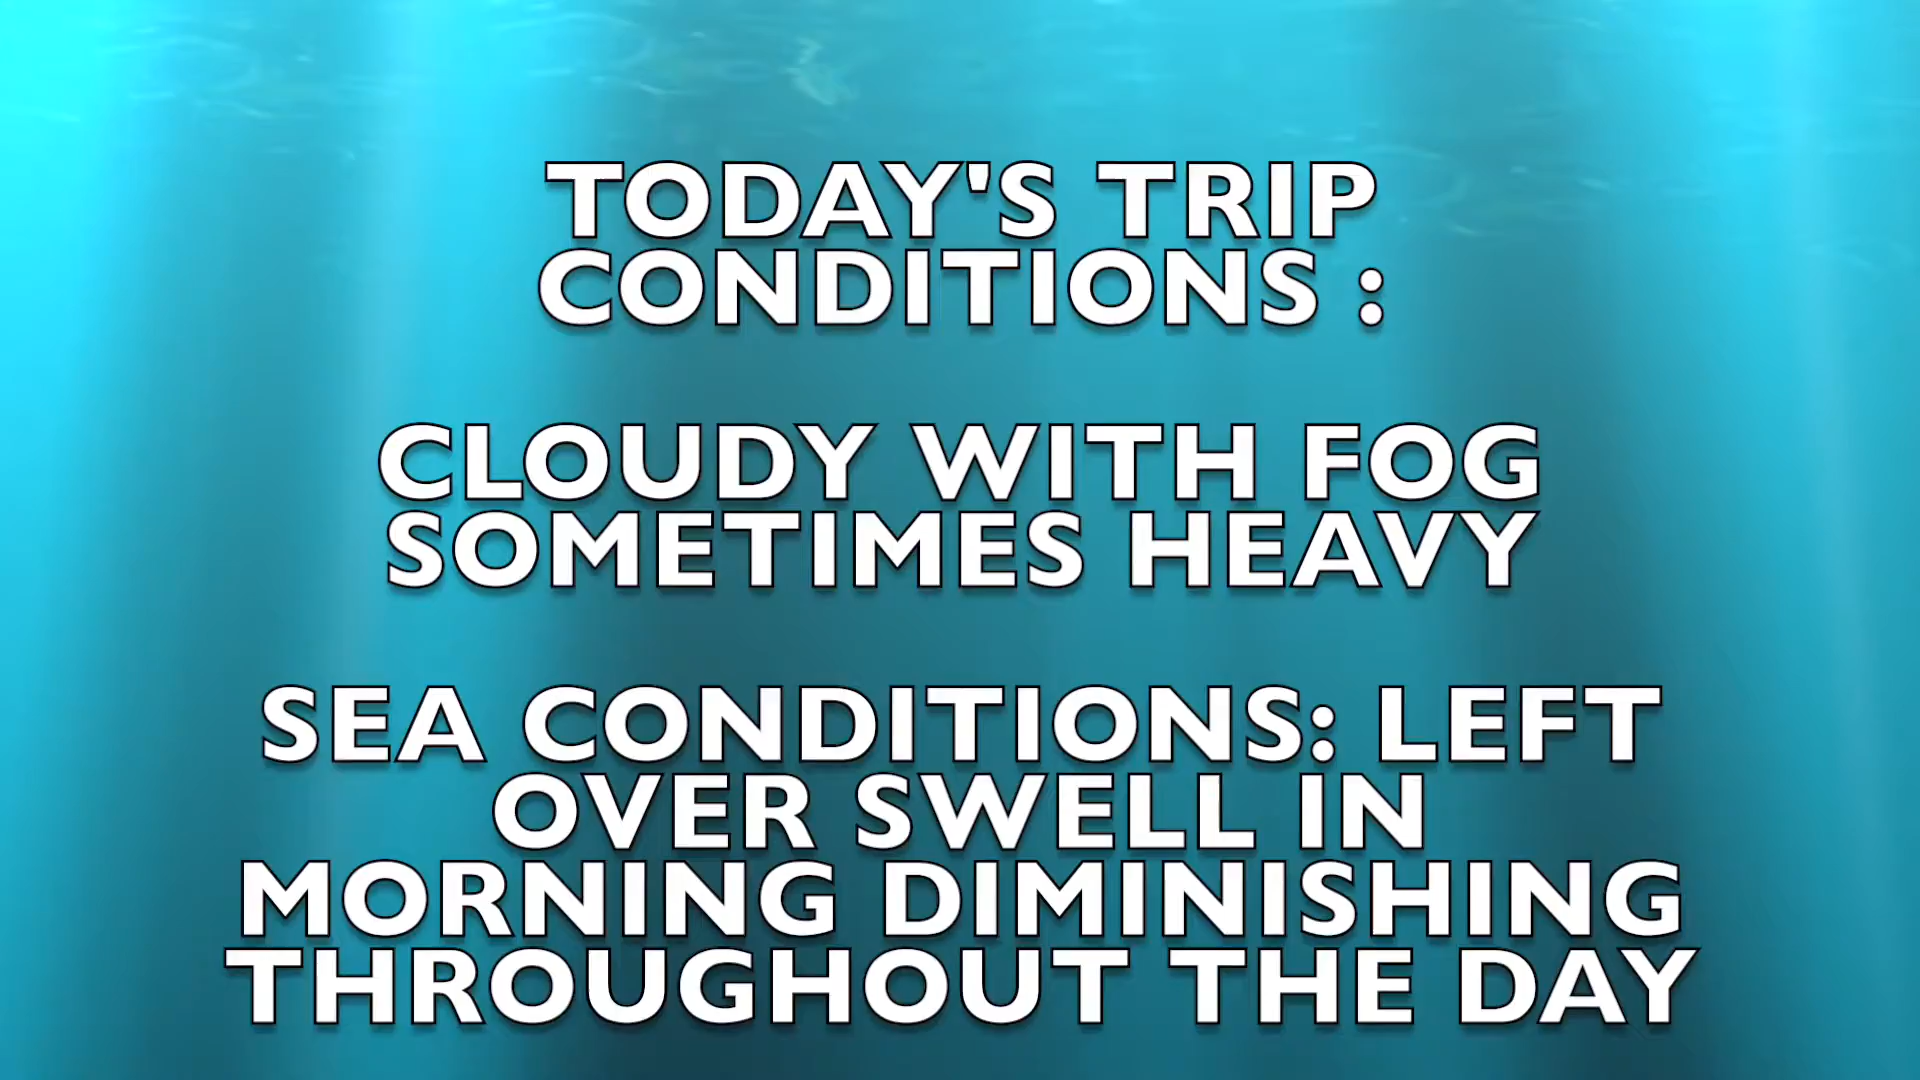 TODAY'S TRIP
CONDITIONS :
CLOUDY WITH FOG
SOMETIMES HEAVY
SEA CONDITIONS: LEFT
OVER SWELL IN
MORNING DIMINISHING
THROUGHOUT THE DAY